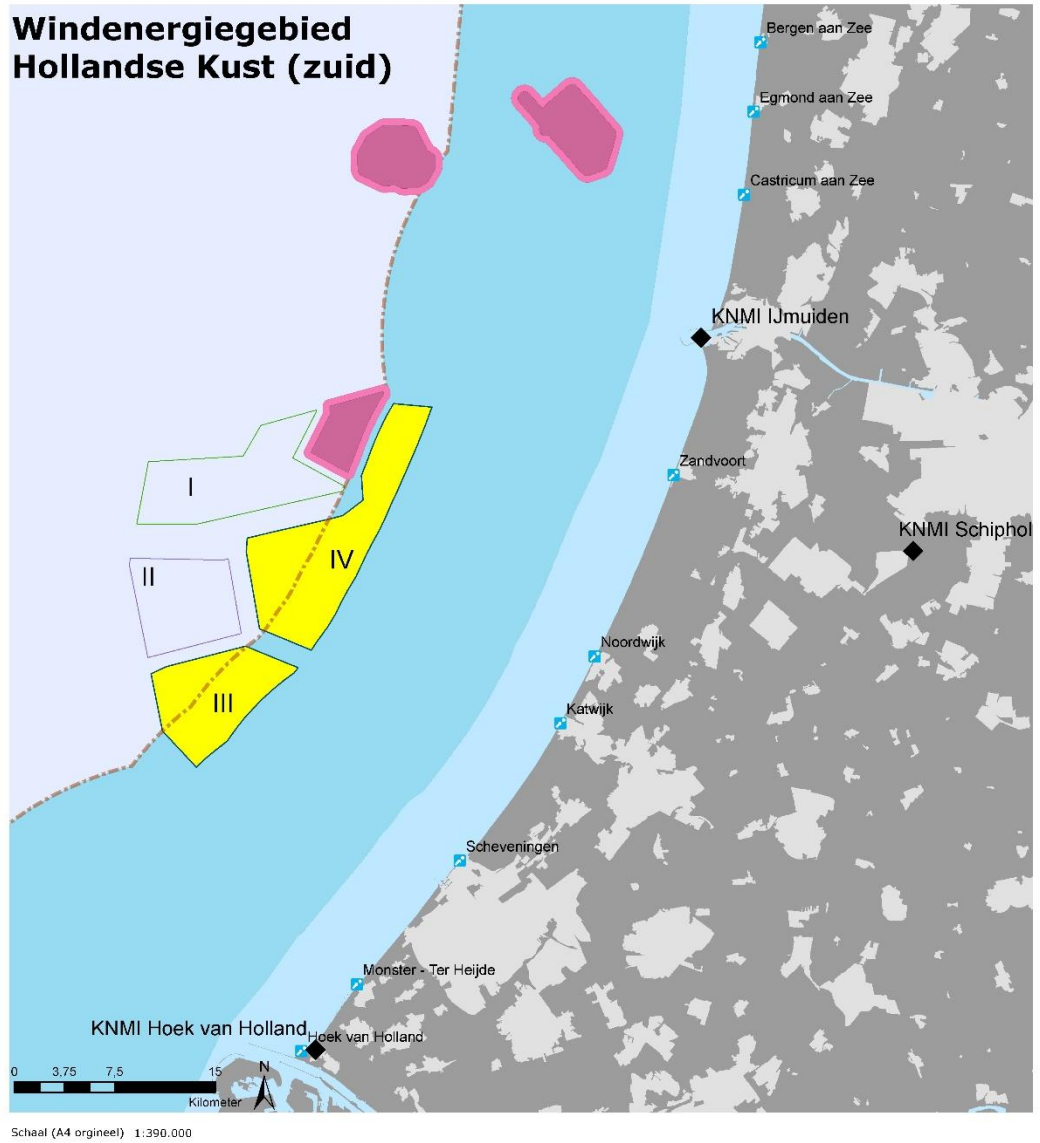 Windenergiegebied
Hollandse Kust (zuid)
Bergen aan Zee
Egmond aan Zee
Castricum aan Zee
KNMI IJmuiden
Zandvoort
I
KNMI Schiphol
IV
II
Noordwijk
III
Katwijk
Scheveningen
Monster - Ter Heijde
KNMI Hoek van Holland
Hoek van Holland
N
0 3,75 7,5 15
Kilometer
Schaal (A4 orgineel) 1:390.000